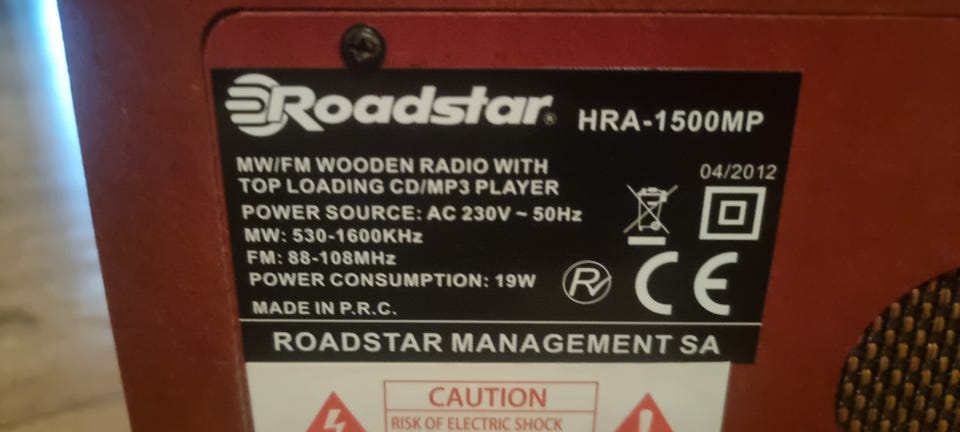 Roadstar® HRA-1500MP
MW/FM WOODEN RADIO WITH
04/2012
TOP LOADING CD/MP3 PLAYER
POWER SOURCE: AC 230V ~ 50Hz
MW: 530-1600KHz
FM: 88-108MHz
POWER CONSUMPTION: 19W
R
CE
MADE IN P.R.C.
ROADSTAR MANAGEMENT SA
CAUTION
RISK OF ELECTRIC SHOCK